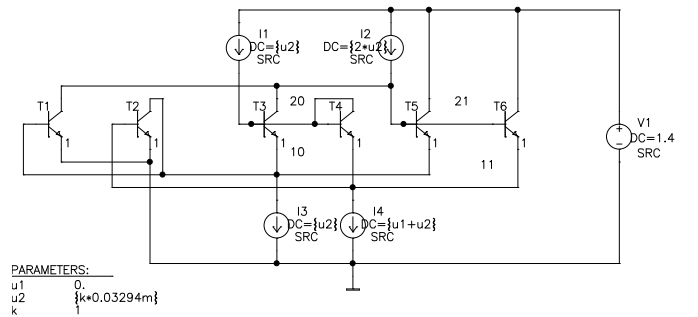 I1
DC={u2}
SRC
I2
DC={2*u2}
SRC
T1
T2
T3
20
T4
T5
21
T6
V1
DC=1.4
SRC
1
1
1
1
1
1
10
11
I3
DC={u2}
SRC
I4
DC={u1+u2}
SRC
PARAMETERS:
u1 0.
u2 {k*0.03294m}
k 1